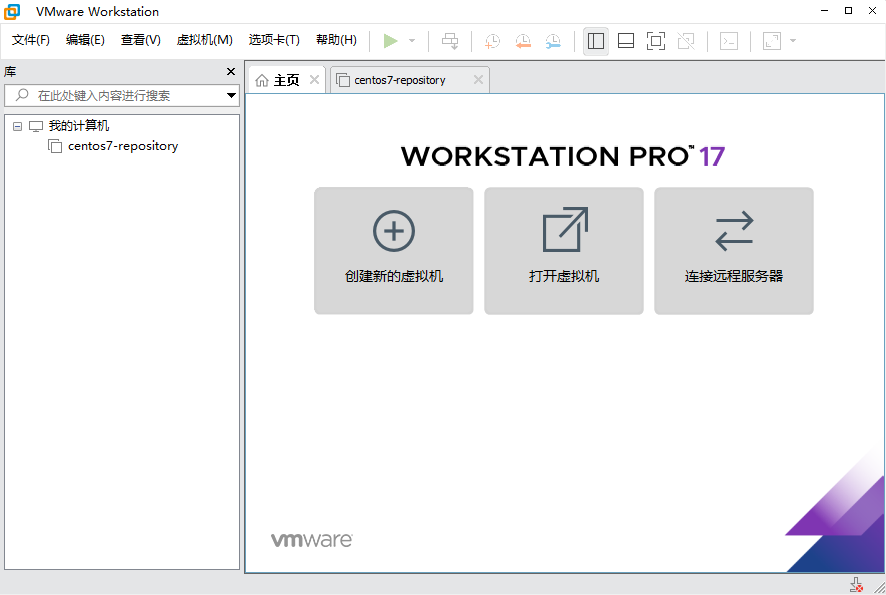 VMware Workstation
文件(F) 编辑(E) 查看(V) 虚拟机(M) 选项卡(T) 帮助(H)
库
在此处键入内容进行搜索
我的计算机
centos7-repository
主页 centos7-repository
WORKSTATION PRO™ 17
创建新的虚拟机 打开虚拟机 连接远程服务器
vmware